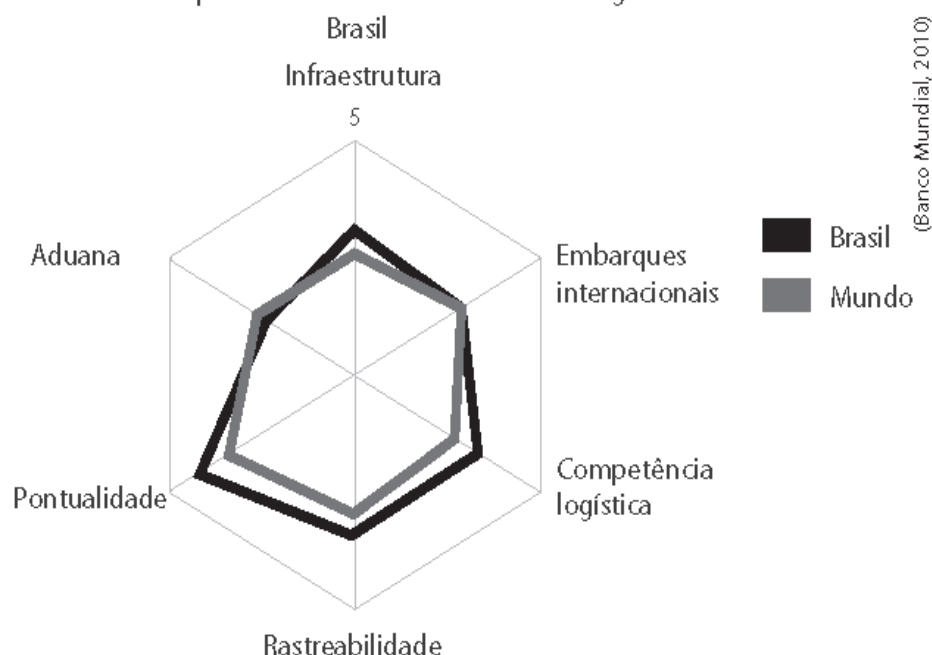 Brasil
Infraestrutura
5
Aduana
Embarques
internacionais
Pontualidade
Competência
logística
Rastreabilidade
Brasil
Mundo
(Banco Mundial, 2010)